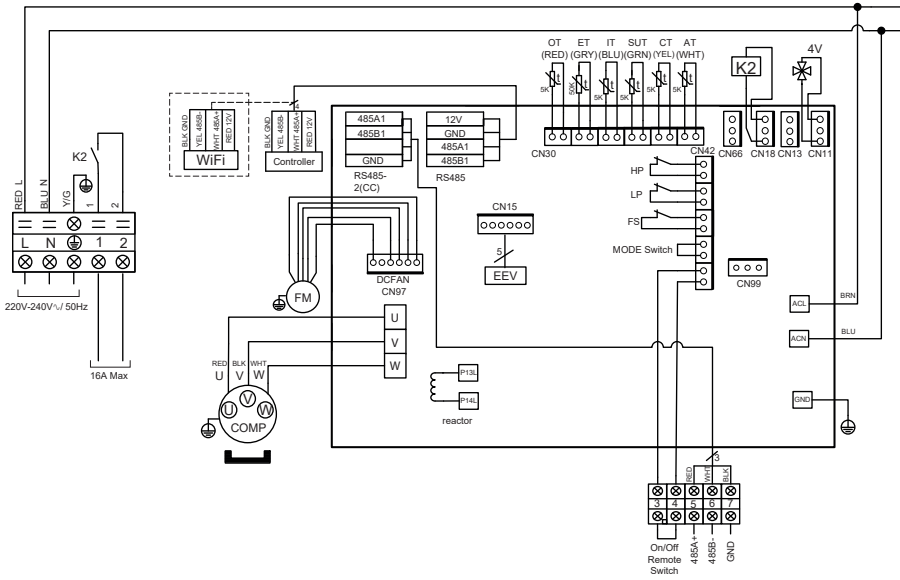 OT
(RED)
ET
(GRY)
IT
(BLU)
SUT
(GRN)
CT
(YEL)
AT
(WHT)
5K
50K
5K
5K
5K
5K
K2
4V
CN30
CN42
CN66
CN18
CN13
CN11
BLK GND
YEL 485B-
WHT 485A+
RED 12V
WiFi
4
BLK GND
YEL 485B-
WHT 485A+
RED 12V
Controller
485A1
485B1
GND
RS485-
2(CC)
12V
GND
485A1
485B1
RS485
K2
RED L
BLU N
Y/G
1
2
L
N
1
2
220V-240V∿/ 50Hz
16A Max
HP
LP
FS
MODE Switch
CN15
5
EEV
CN99
DCFAN
CN97
FM
U
V
W
RED
BLK
WHT
U
V
W
U
V
W
COMP
P13L
P14L
reactor
ACL
BRN
ACN
BLU
GND
3
RED
WHT
BLK
3
4
5
6
7
On/Off
Remote
Switch
485A+
485B-
GND